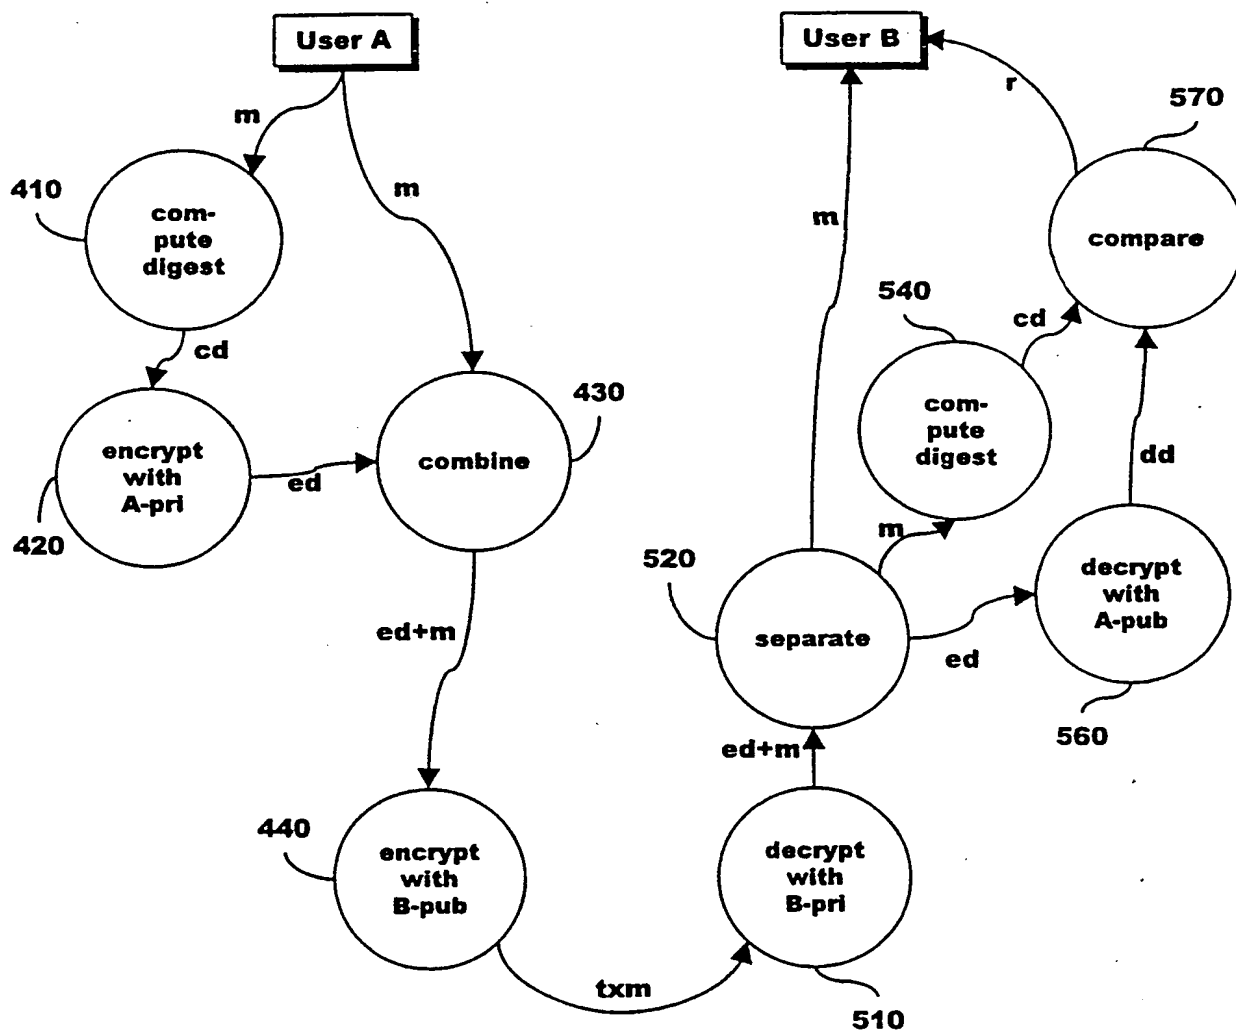 User A
m
m
410
com-
pute
digest
cd
encrypt
with
A-pri
420
ed
combine
430
ed+m
440
encrypt
with
B-pub
txm
decrypt
with
B-pri
510
ed+m
separate
520
m
m
com-
pute
digest
540
cd
ed
decrypt
with
A-pub
560
dd
compare
570
r
User B